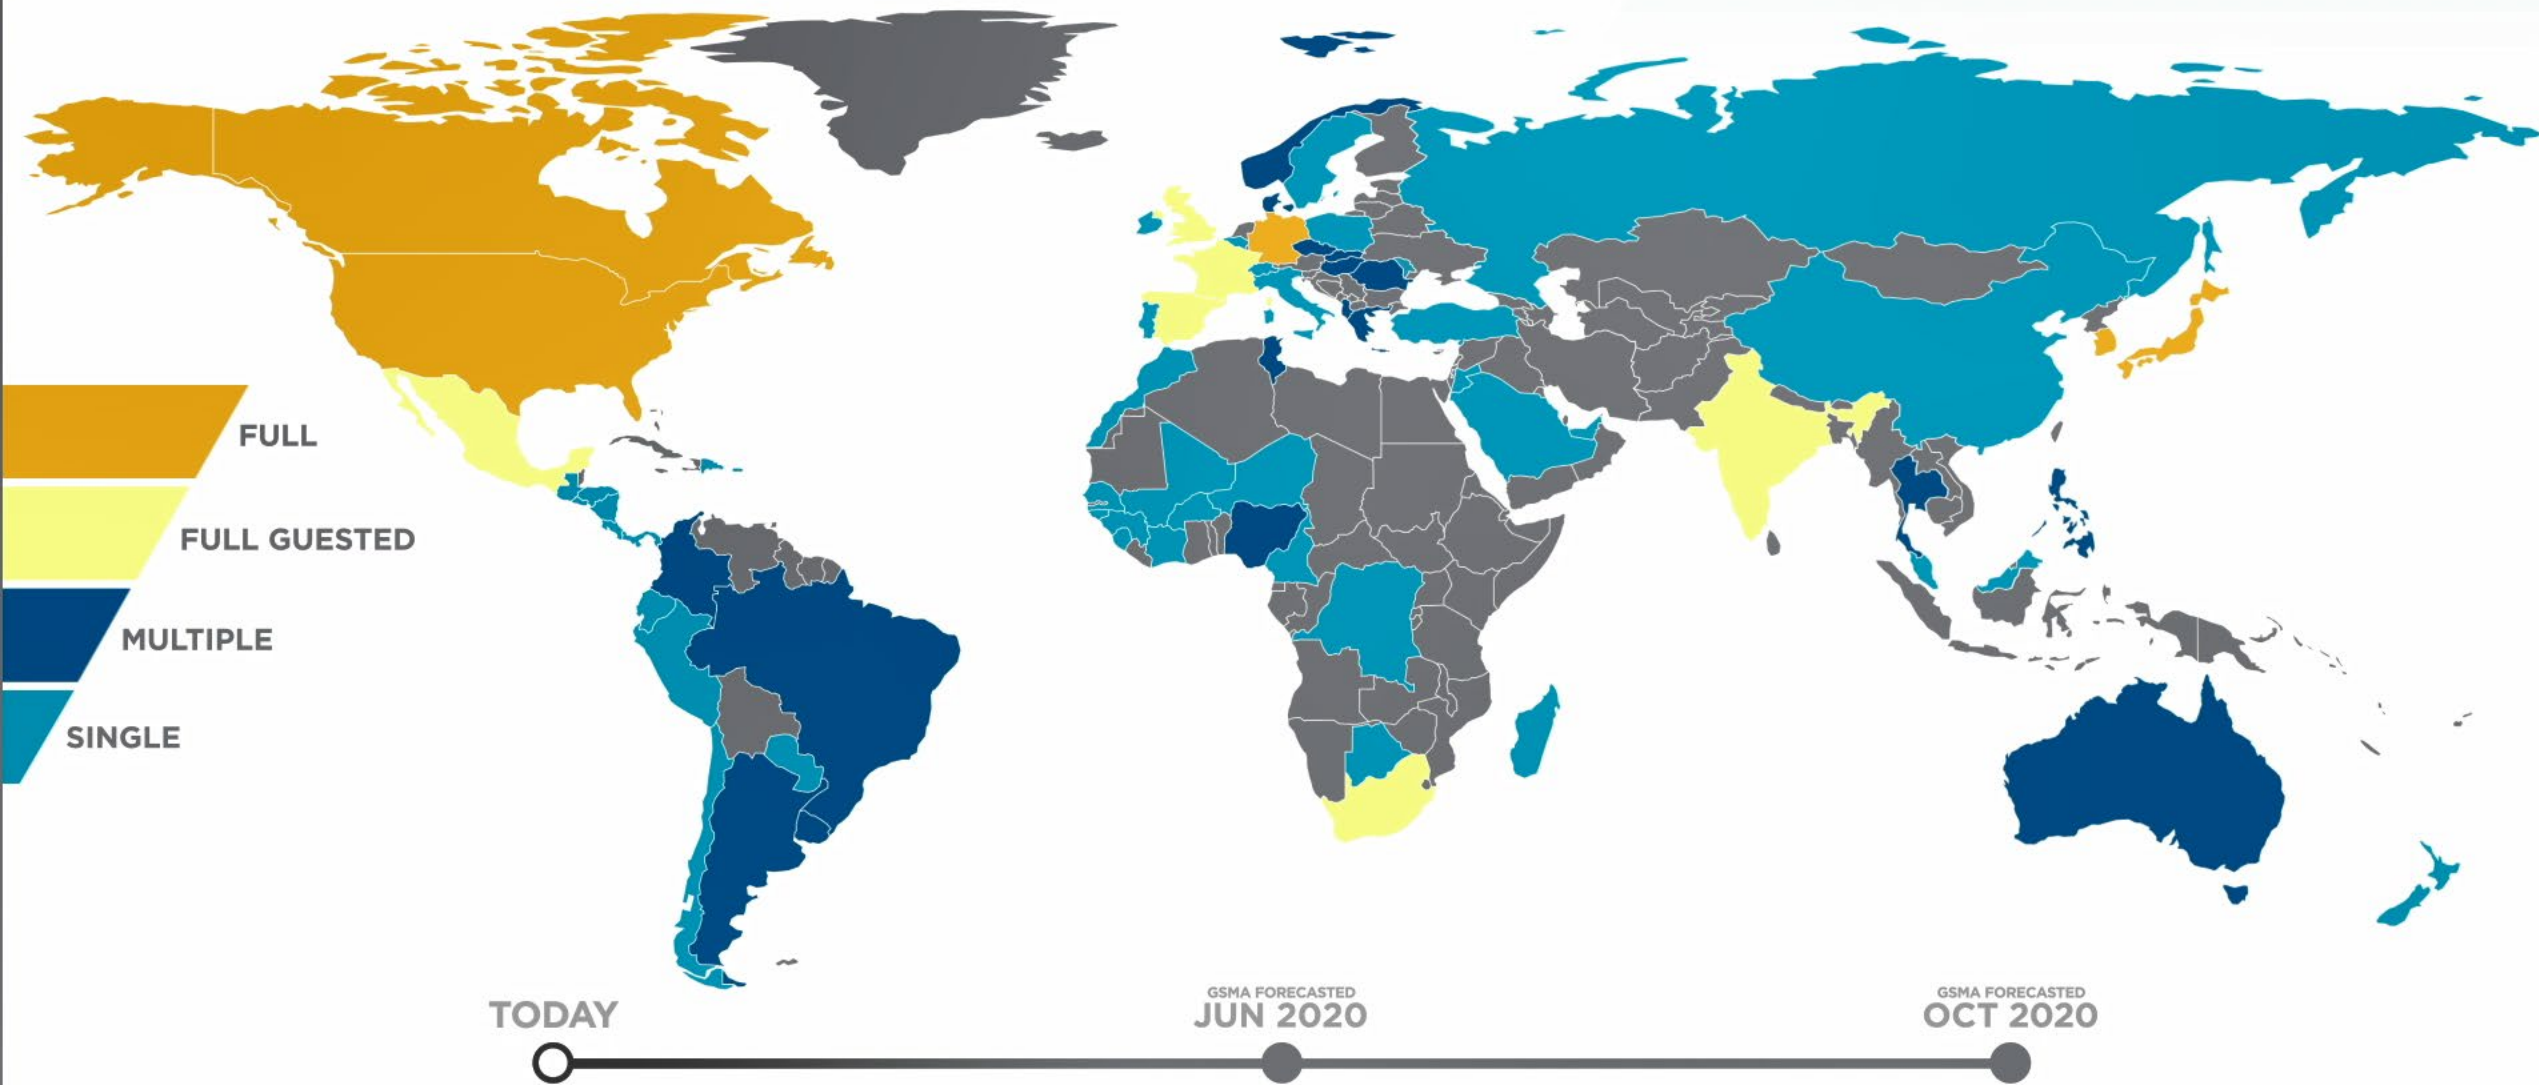 FULL
FULL GUESTED
MULTIPLE
SINGLE
TODAY
GSMA FORECASTED
JUN 2020
GSMA FORECASTED
OCT 2020